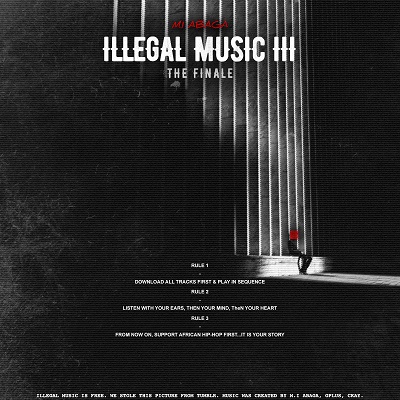 MI ABAGA
ILLEGAL MUSIC III
THE FINALE
RULE 1
-
DOWNLOAD ALL TRACKS FIRST & PLAY IN SEQUENCE
RULE 2
-
LISTEN WITH YOUR EARS, THEN YOUR MIND, TheN YOUR HEART
RULE 3
-
FROM NOW ON, SUPPORT AFRICAN HIP-HOP FIRST...IT IS YOUR STORY
ILLEGAL MUSIC IS FREE. WE STOLE THIS PICTURE FROM TUMBLR. MUSIC WAS CREATED BY M.I ABAGA, GPLUS, CKAY.